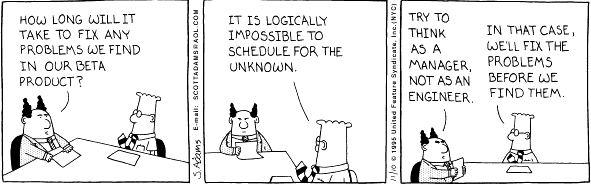 HOW LONG WILL IT
TAKE TO FIX ANY
PROBLEMS WE FIND
IN OUR BETA
PRODUCT?
S. ADAMS E-mail: SCOTTADAMS@AOL.COM
IT IS LOGICALLY
IMPOSSIBLE TO
SCHEDULE FOR THE
UNKNOWN.
11/10 © 1995 United Feature Syndicate, Inc. (NYC)
TRY TO
THINK
AS A
MANAGER,
NOT AS AN
ENGINEER.
IN THAT CASE,
WE'LL FIX THE
PROBLEMS
BEFORE WE
FIND THEM.